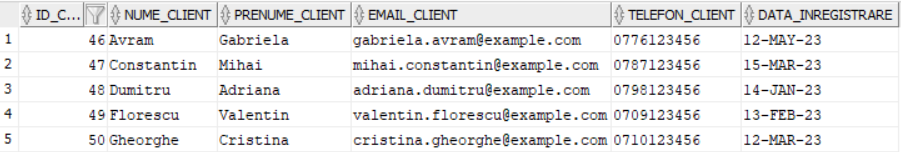 ID_C... NUME_CLIENT PRENUME_CLIENT EMAIL_CLIENT TELEFON_CLIENT DATA_INREGISTRARE
1 46 Avram Gabriela gabriela.avram@example.com 0776123456 12-MAY-23
2 47 Constantin Mihai mihai.constantin@example.com 0787123456 15-MAR-23
3 48 Dumitru Adriana adriana.dumitru@example.com 0798123456 14-JAN-23
4 49 Florescu Valentin valentin.florescu@example.com 0709123456 13-FEB-23
5 50 Gheorghe Cristina cristina.gheorghe@example.com 0710123456 12-MAR-23